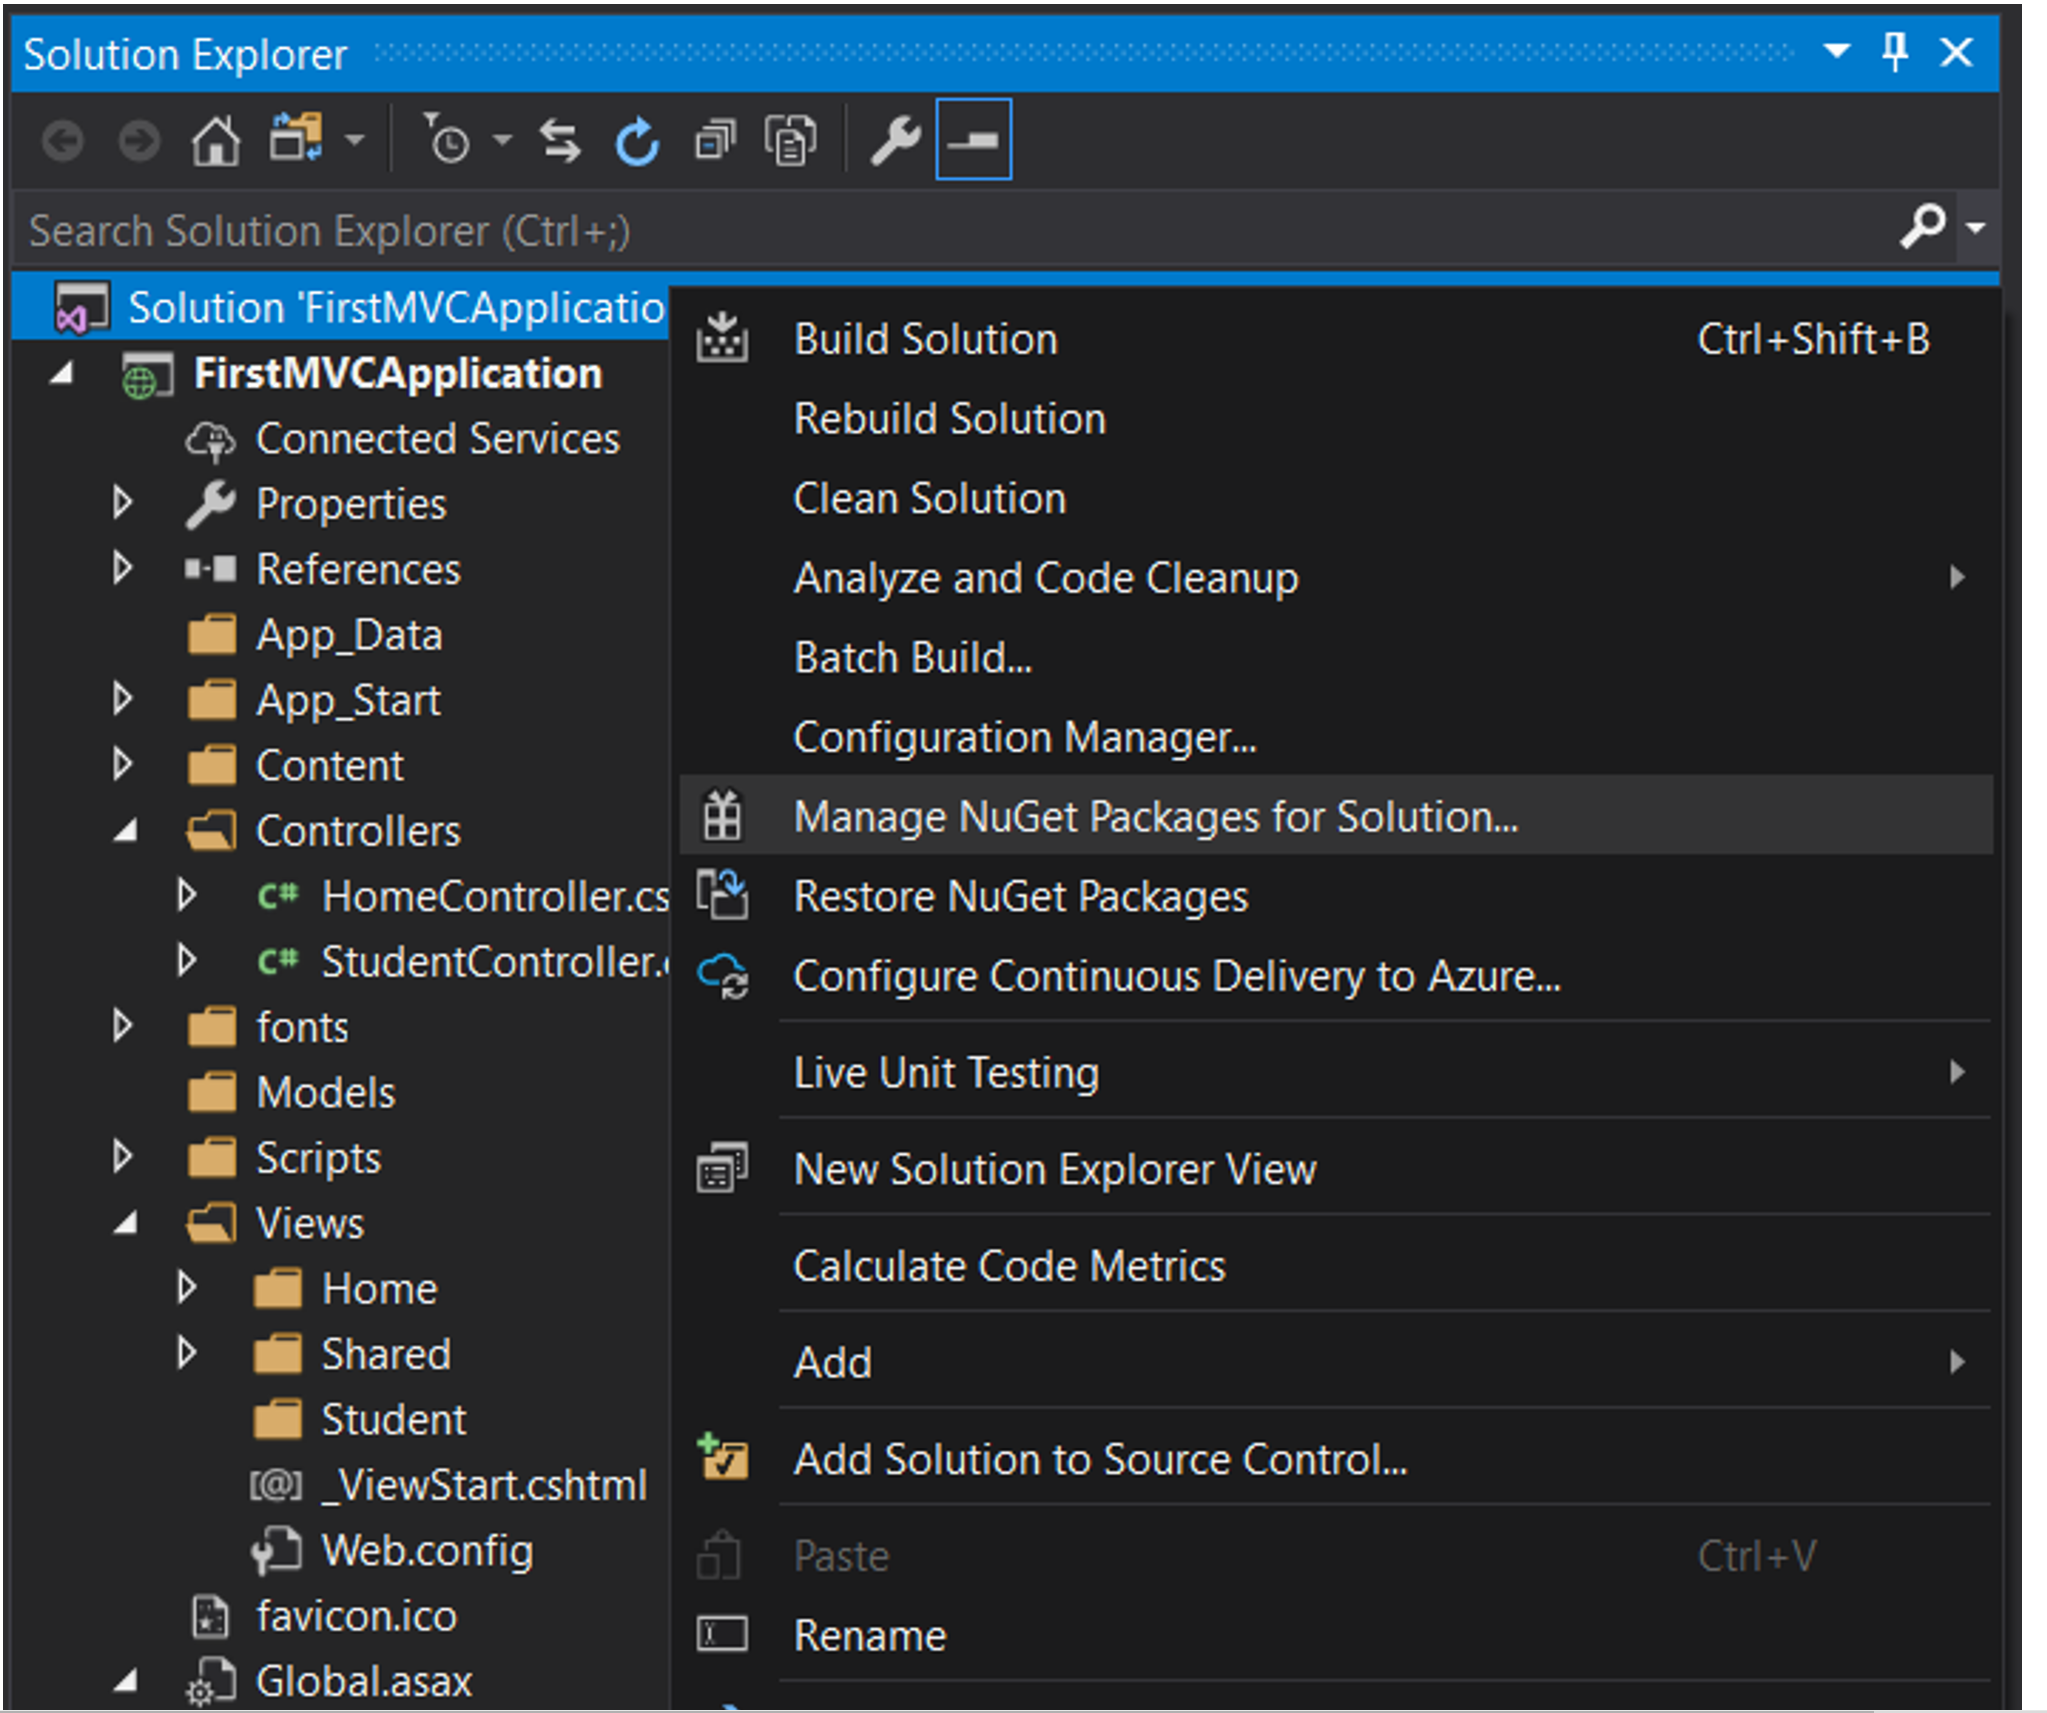 Solution Explorer
Search Solution Explorer (Ctrl+;)
Solution 'FirstMVCApplicatio
FirstMVCApplication
Connected Services
Properties
References
App_Data
App_Start
Content
Controllers
C# HomeController.cs
C# StudentController.
fonts
Models
Scripts
Views
Home
Shared
Student
[@] _ViewStart.cshtml
Web.config
favicon.ico
Global.asax
Build Solution Ctrl+Shift+B
Rebuild Solution
Clean Solution
Analyze and Code Cleanup
Batch Build...
Configuration Manager...
Manage NuGet Packages for Solution...
Restore NuGet Packages
Configure Continuous Delivery to Azure...
Live Unit Testing
New Solution Explorer View
Calculate Code Metrics
Add
Add Solution to Source Control...
Paste Ctrl+V
Rename